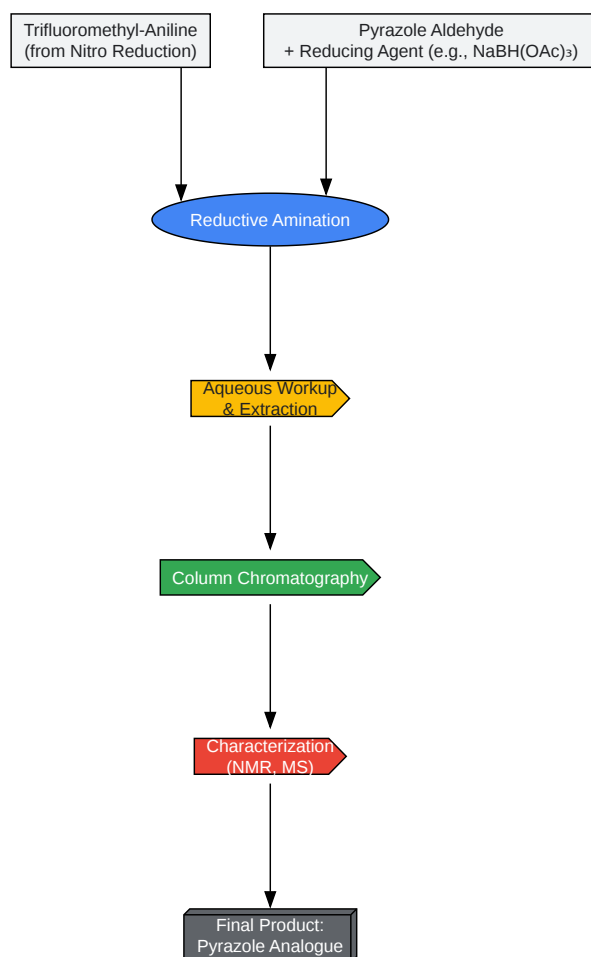 Trifluoromethyl-Aniline
(from Nitro Reduction)
Pyrazole Aldehyde
+ Reducing Agent (e.g., NaBH(OAc)₃)
Reductive Amination
Aqueous Workup
& Extraction
Column Chromatography
Characterization
(NMR, MS)
Final Product:
Pyrazole Analogue